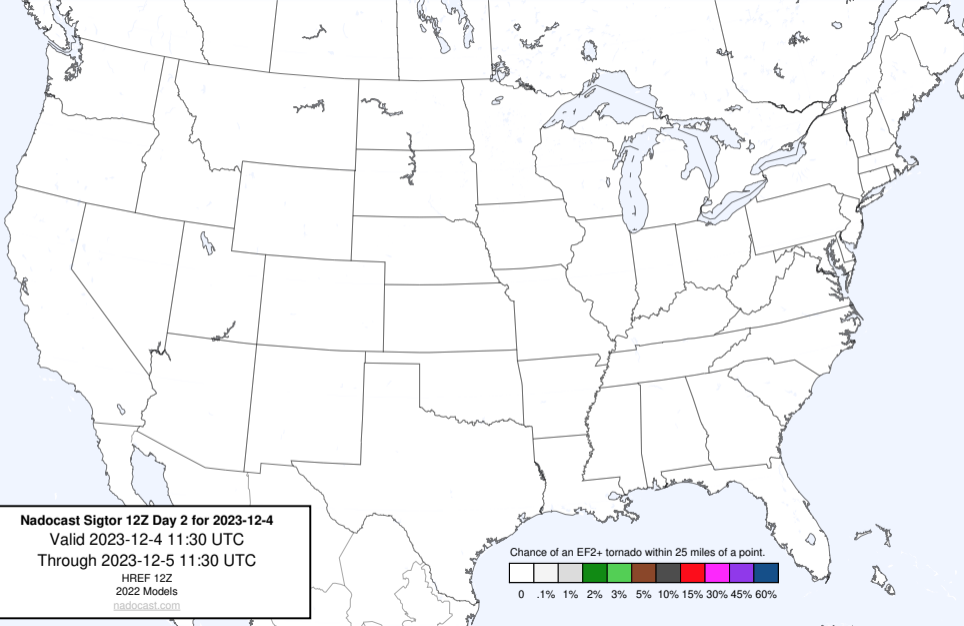 Nadocast Sigtor 12Z Day 2 for 2023-12-4
Valid 2023-12-4 11:30 UTC
Through 2023-12-5 11:30 UTC
HREF 12Z
2022 Models
nadocast.com
Chance of an EF2+ tornado within 25 miles of a point.
0 .1% 1% 2% 3% 5% 10% 15% 30% 45% 60%